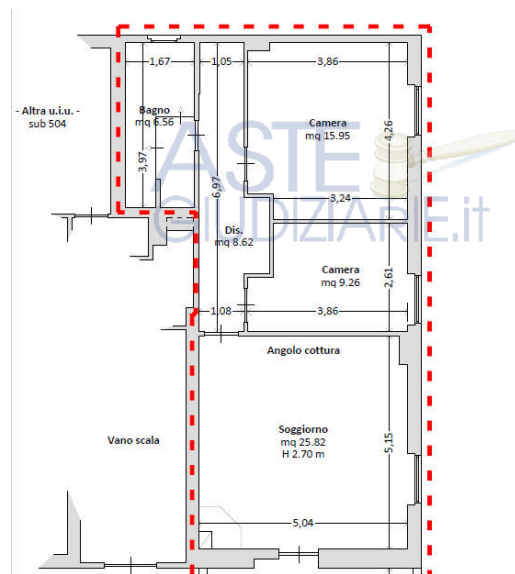 1,67
1,05
3,86
- Altra u.i.u. -
sub 504
Bagno
mq 6.56
Camera
mq 15.95
4,26
3,97
6,97
ASTE
GIUDIZIARIE.it
3,24
Dis.
mq 8.62
Camera
mq 9.26
2,61
1,08
3,86
Angolo cottura
Soggiorno
mq 25.82
H 2.70 m
Vano scala
5,15
5,04